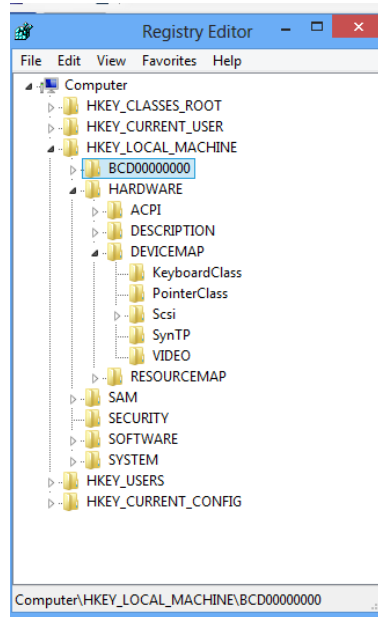 Registry Editor
File Edit View Favorites Help
Computer
HKEY_CLASSES_ROOT
HKEY_CURRENT_USER
HKEY_LOCAL_MACHINE
BCD00000000
HARDWARE
ACPI
DESCRIPTION
DEVICEMAP
KeyboardClass
PointerClass
Scsi
SynTP
VIDEO
RESOURCEMAP
SAM
SECURITY
SOFTWARE
SYSTEM
HKEY_USERS
HKEY_CURRENT_CONFIG
Computer\HKEY_LOCAL_MACHINE\BCD00000000